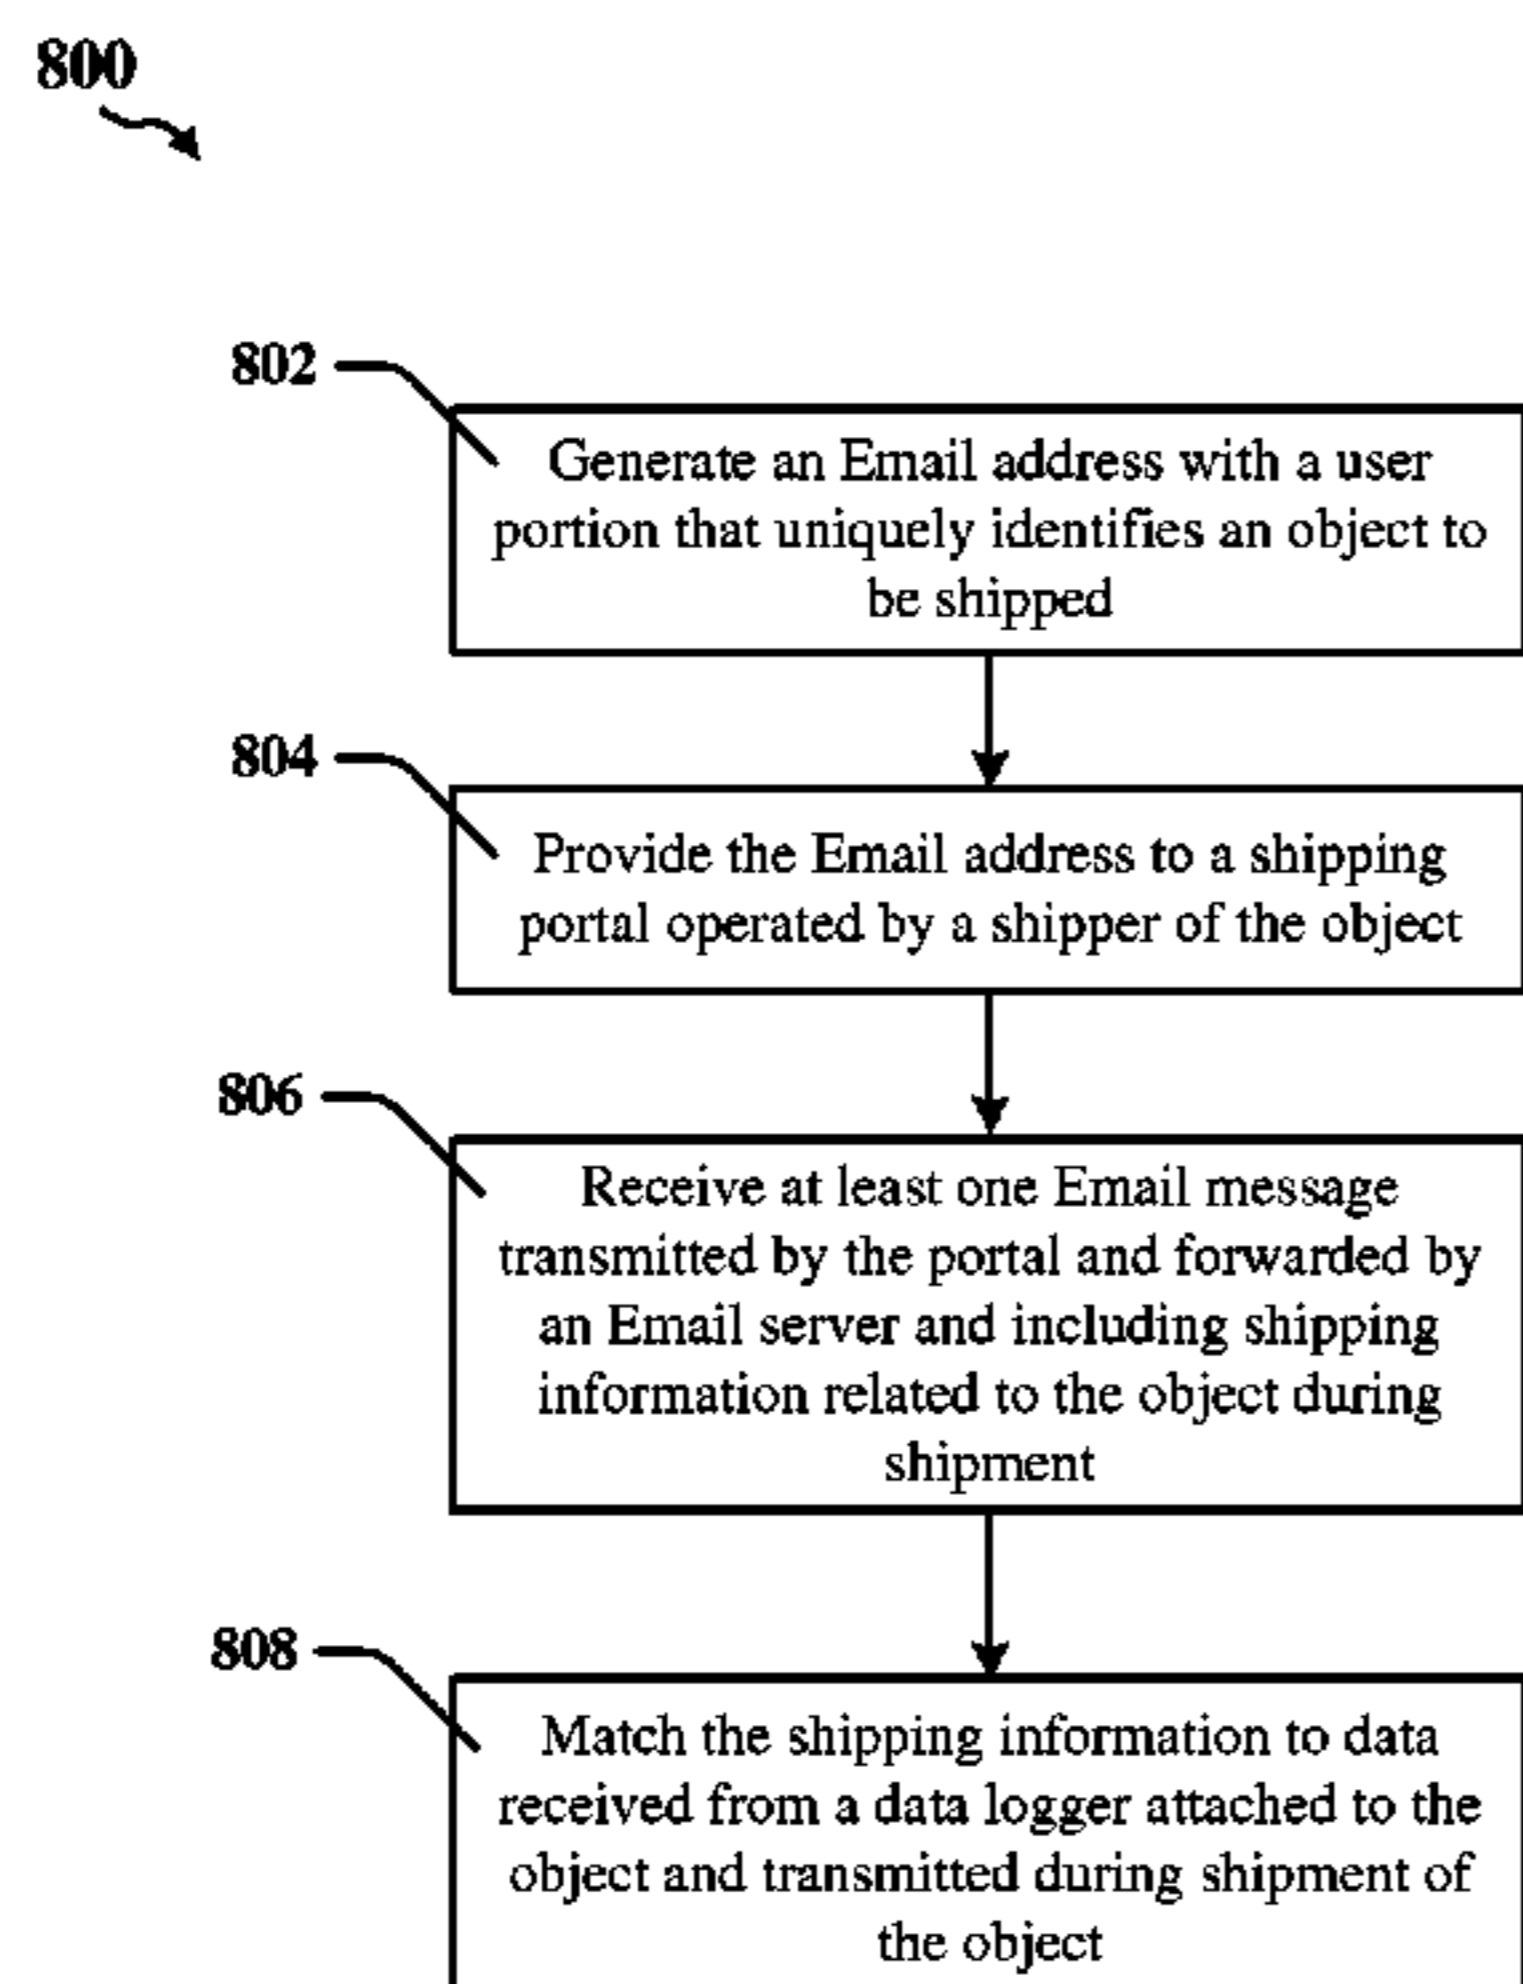 800
802
Generate an Email address with a user
portion that uniquely identifies an object to
be shipped
804
Provide the Email address to a shipping
portal operated by a shipper of the object
806
Receive at least one Email message
transmitted by the portal and forwarded by
an Email server and including shipping
information related to the object during
shipment
808
Match the shipping information to data
received from a data logger attached to the
object and transmitted during shipment of
the object